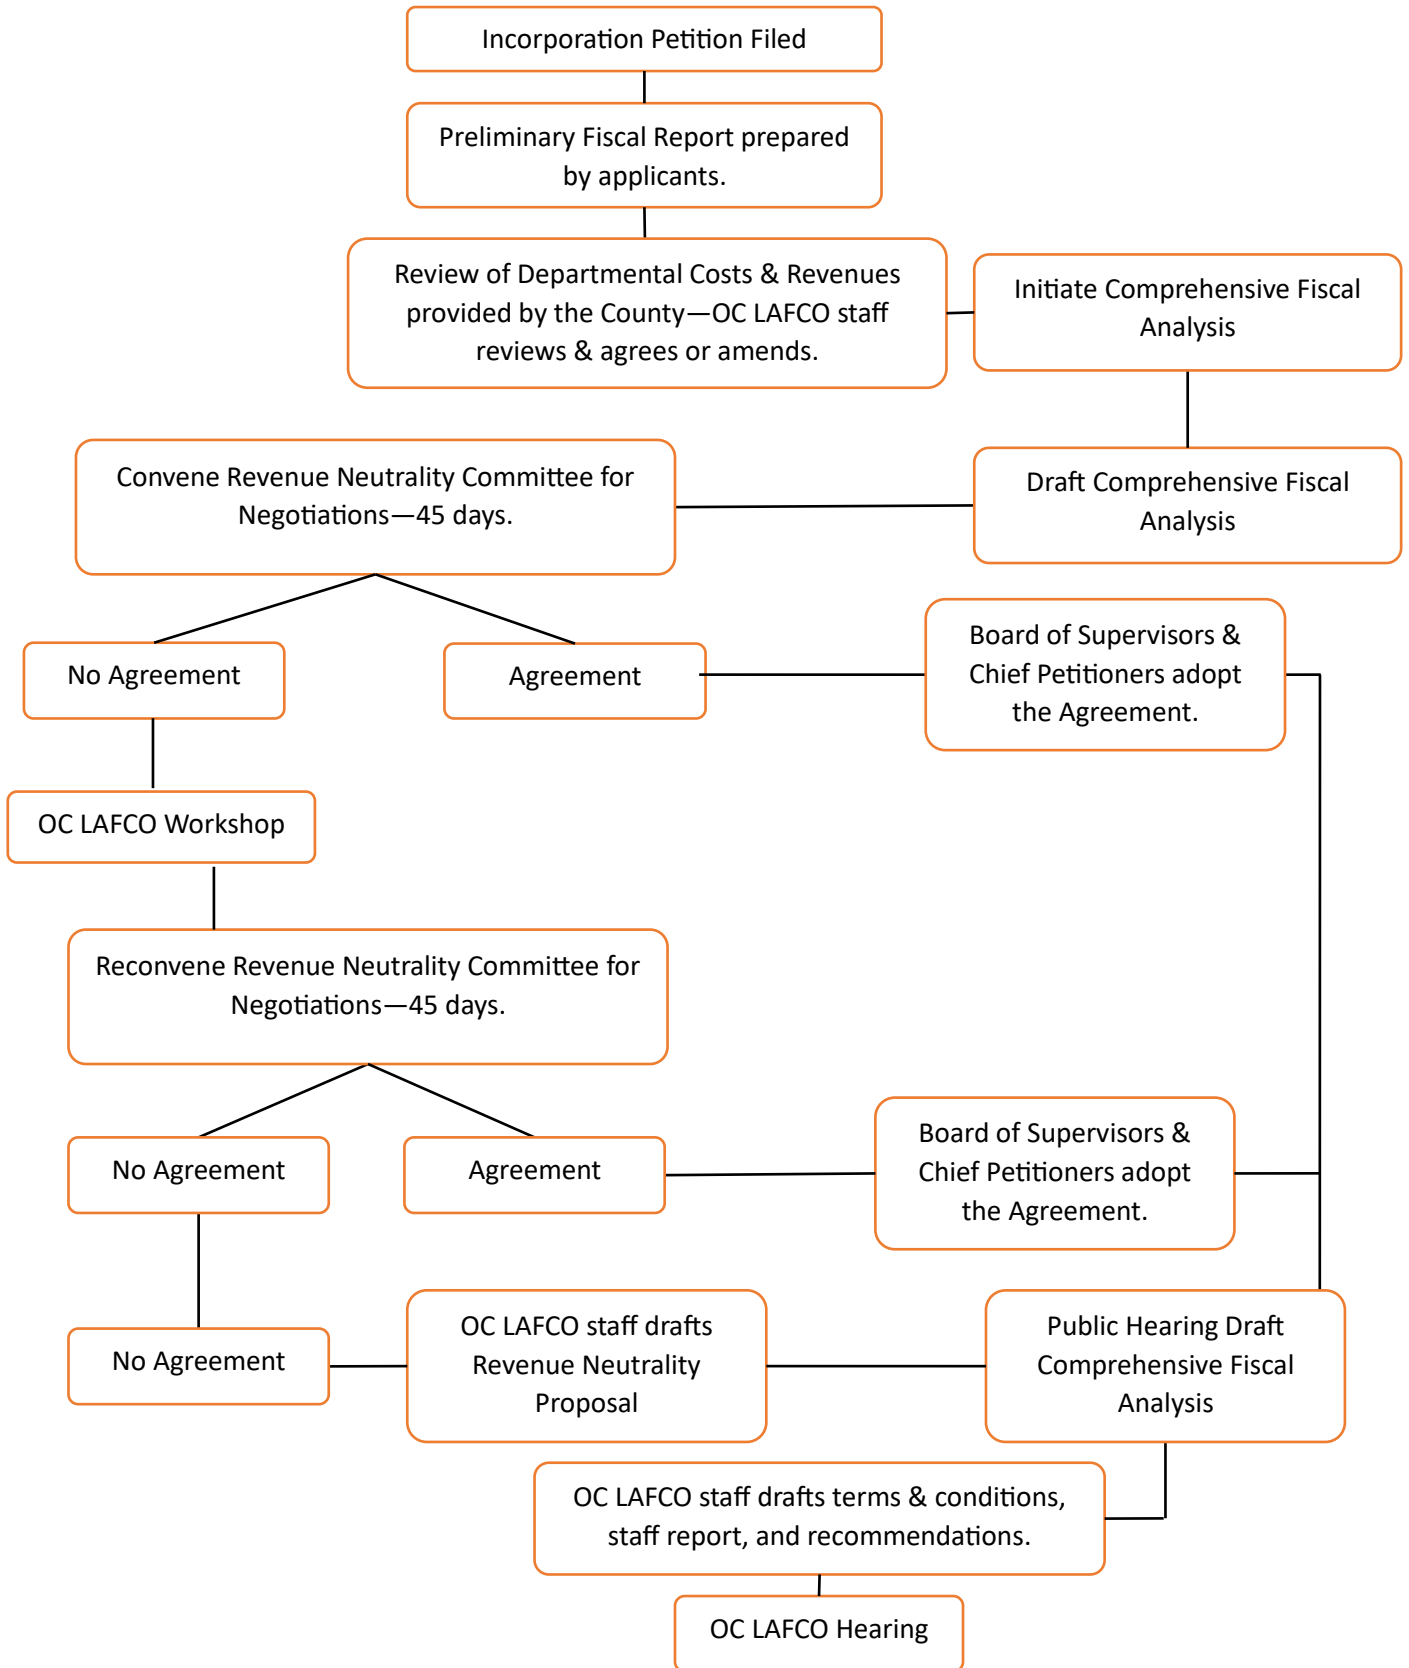 Incorporation Petition Filed
Preliminary Fiscal Report prepared
by applicants.
Review of Departmental Costs & Revenues
provided by the County—OC LAFCO staff
reviews & agrees or amends.
Initiate Comprehensive Fiscal
Analysis
Draft Comprehensive Fiscal
Analysis
Convene Revenue Neutrality Committee for
Negotiations—45 days.
No Agreement
Agreement
Board of Supervisors &
Chief Petitioners adopt
the Agreement.
OC LAFCO Workshop
Reconvene Revenue Neutrality Committee for
Negotiations—45 days.
No Agreement
Agreement
Board of Supervisors &
Chief Petitioners adopt
the Agreement.
No Agreement
OC LAFCO staff drafts
Revenue Neutrality
Proposal
Public Hearing Draft
Comprehensive Fiscal
Analysis
OC LAFCO staff drafts terms & conditions,
staff report, and recommendations.
OC LAFCO Hearing